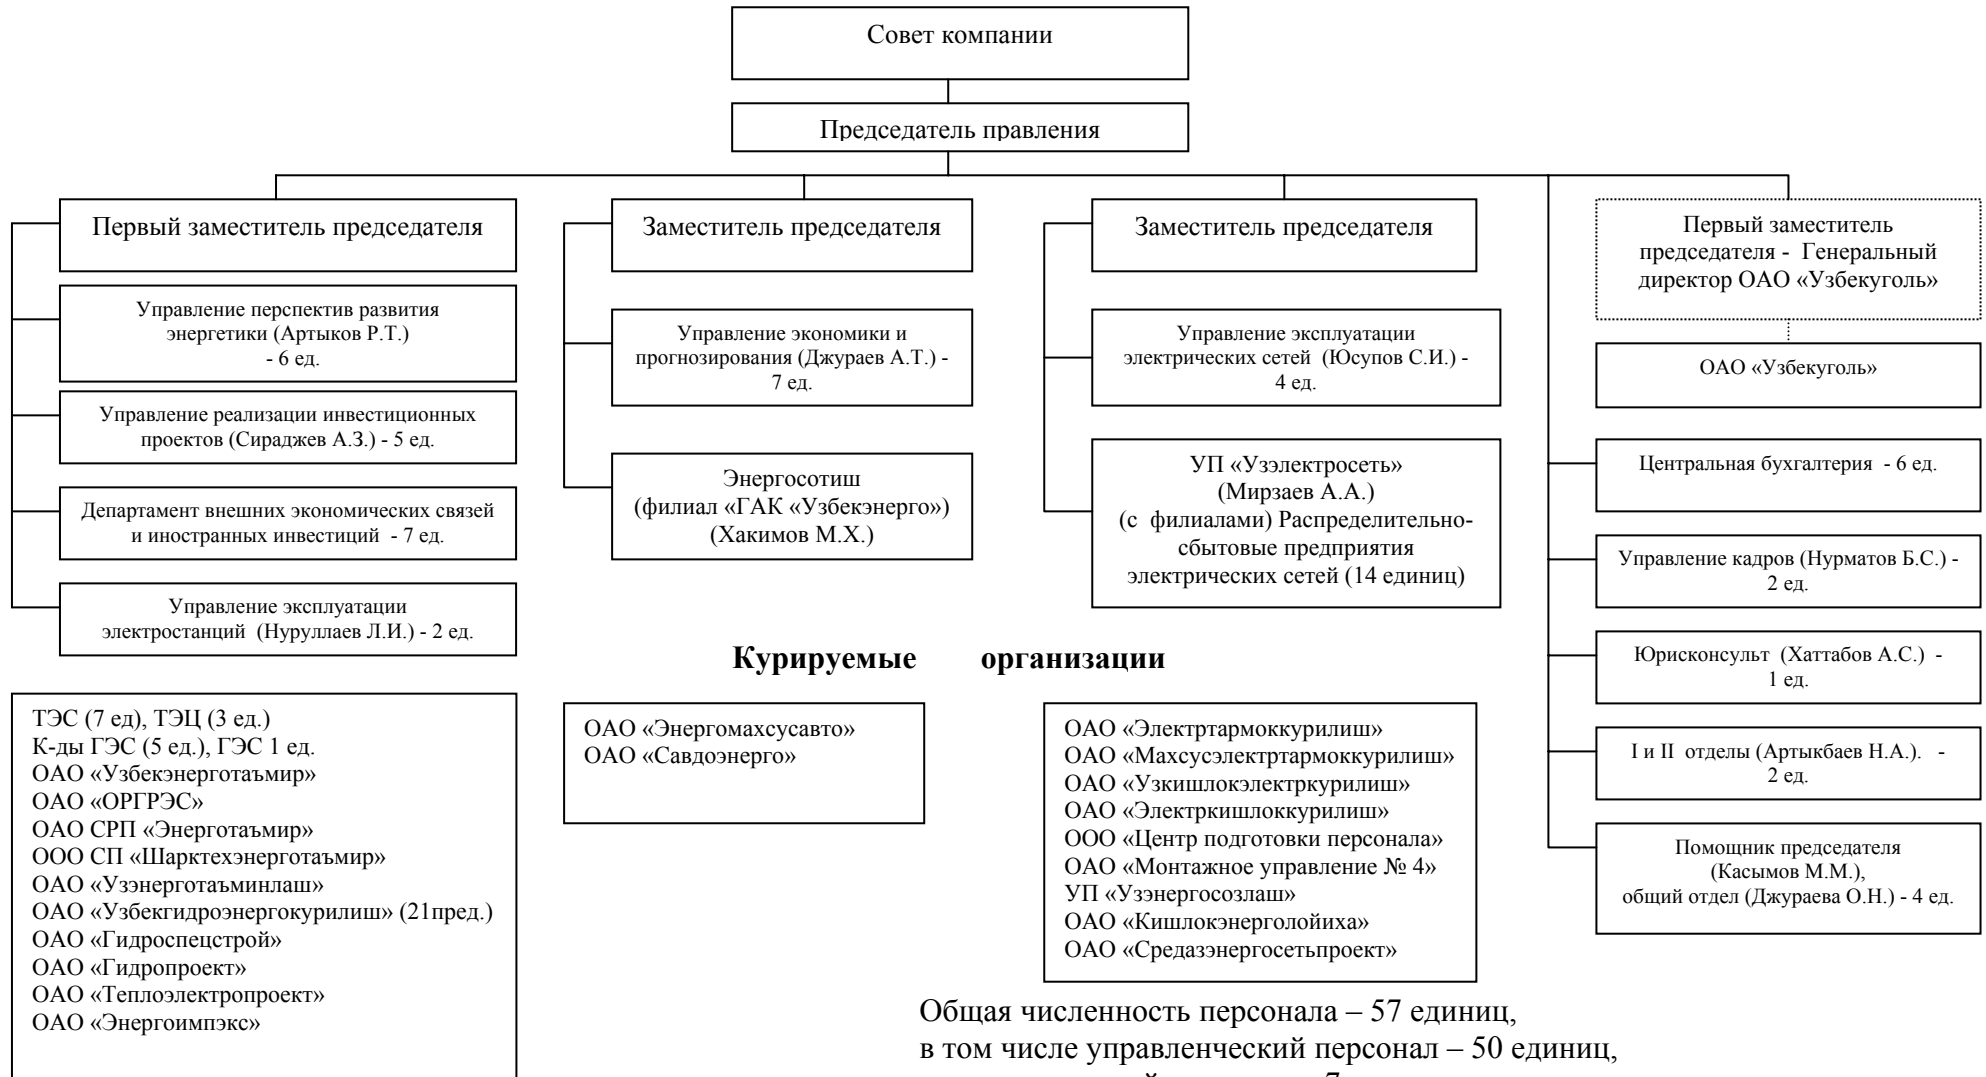 Совет компании
Председатель правления
Первый заместитель председателя
Управление перспектив развития
энергетики (Артыков Р.Т.)
- 6 ед.
Управление реализации инвестиционных
проектов (Сираджев А.З.) - 5 ед.
Департамент внешних экономических связей
и иностранных инвестиций - 7 ед.
Управление эксплуатации
электростанций (Нуруллаев Л.И.) - 2 ед.
Заместитель председателя
Управление экономики и
прогнозирования (Джураев А.Т.) -
7 ед.
Энергосотиш
(филиал «ГАК «Узбекэнерго»)
(Хакимов М.Х.)
Заместитель председателя
Управление эксплуатации
электрических сетей (Юсупов С.И.) -
4 ед.
УП «Узэлектросеть»
(Мирзаев А.А.)
(с филиалами) Распределительно-
сбытовые предприятия
электрических сетей (14 единиц)
Первый заместитель
председателя - Генеральный
директор ОАО «Узбекуголь»
ОАО «Узбекуголь»
Центральная бухгалтерия - 6 ед.
Управление кадров (Нурматов Б.С.) -
2 ед.
Юрисконсульт (Хаттабов А.С.) -
1 ед.
I и II отделы (Артыкбаев Н.А.). -
2 ед.
Помощник председателя
(Касымов М.М.),
общий отдел (Джураева О.Н.) - 4 ед.
Курируемые организации
ТЭС (7 ед), ТЭЦ (3 ед.)
К-ды ГЭС (5 ед.), ГЭС 1 ед.
ОАО «Узбекэнерготаъмир»
ОАО «ОРГРЭС»
ОАО СРП «Энерготаъмир»
ООО СП «Шарктехэнерготаъмир»
ОАО «Узэнерготаъминлаш»
ОАО «Узбекгидроэнергокурилиш» (21пред.)
ОАО «Гидроспецстрой»
ОАО «Гидропроект»
ОАО «Теплоэлектропроект»
ОАО «Энергоимпэкс»
ОАО «Энергомахсусавто»
ОАО «Савдоэнерго»
ОАО «Электртармоккурилиш»
ОАО «Махсусэлектртармоккурилиш»
ОАО «Узкишлокэлектркурилиш»
ОАО «Электркишлоккурилиш»
ООО «Центр подготовки персонала»
ОАО «Монтажное управление № 4»
УП «Узэнергосозлаш»
ОАО «Кишлокэнерголойиха»
ОАО «Средазэнергосетьпроект»
Общая численность персонала – 57 единиц,
в том числе управленческий персонал – 50 единиц,